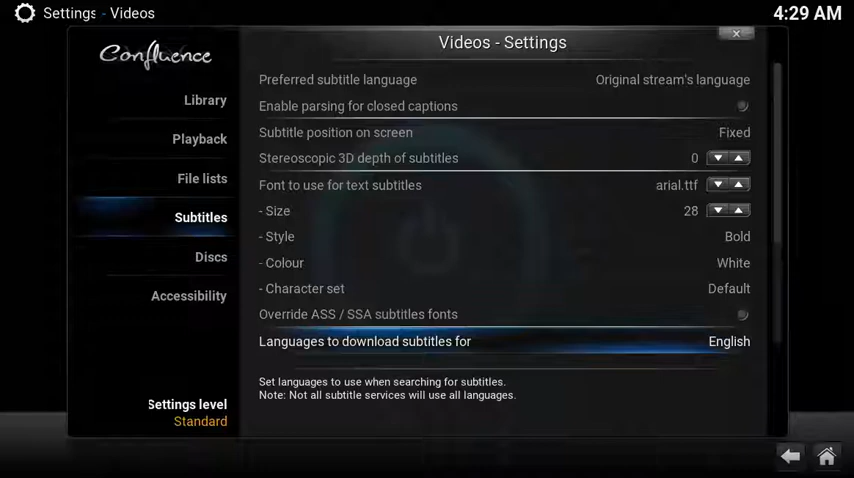 Settings - Videos
4:29 AM
Confluence
Videos - Settings
Library
Playback
File lists
Subtitles
Discs
Accessibility
Settings level
Standard
Preferred subtitle language Original stream's language
Enable parsing for closed captions
Subtitle position on screen Fixed
Stereoscopic 3D depth of subtitles 0
Font to use for text subtitles arial.ttf
- Size 28
- Style Bold
- Colour White
- Character set Default
Override ASS / SSA subtitles fonts
Languages to download subtitles for English
Set languages to use when searching for subtitles.
Note: Not all subtitle services will use all languages.